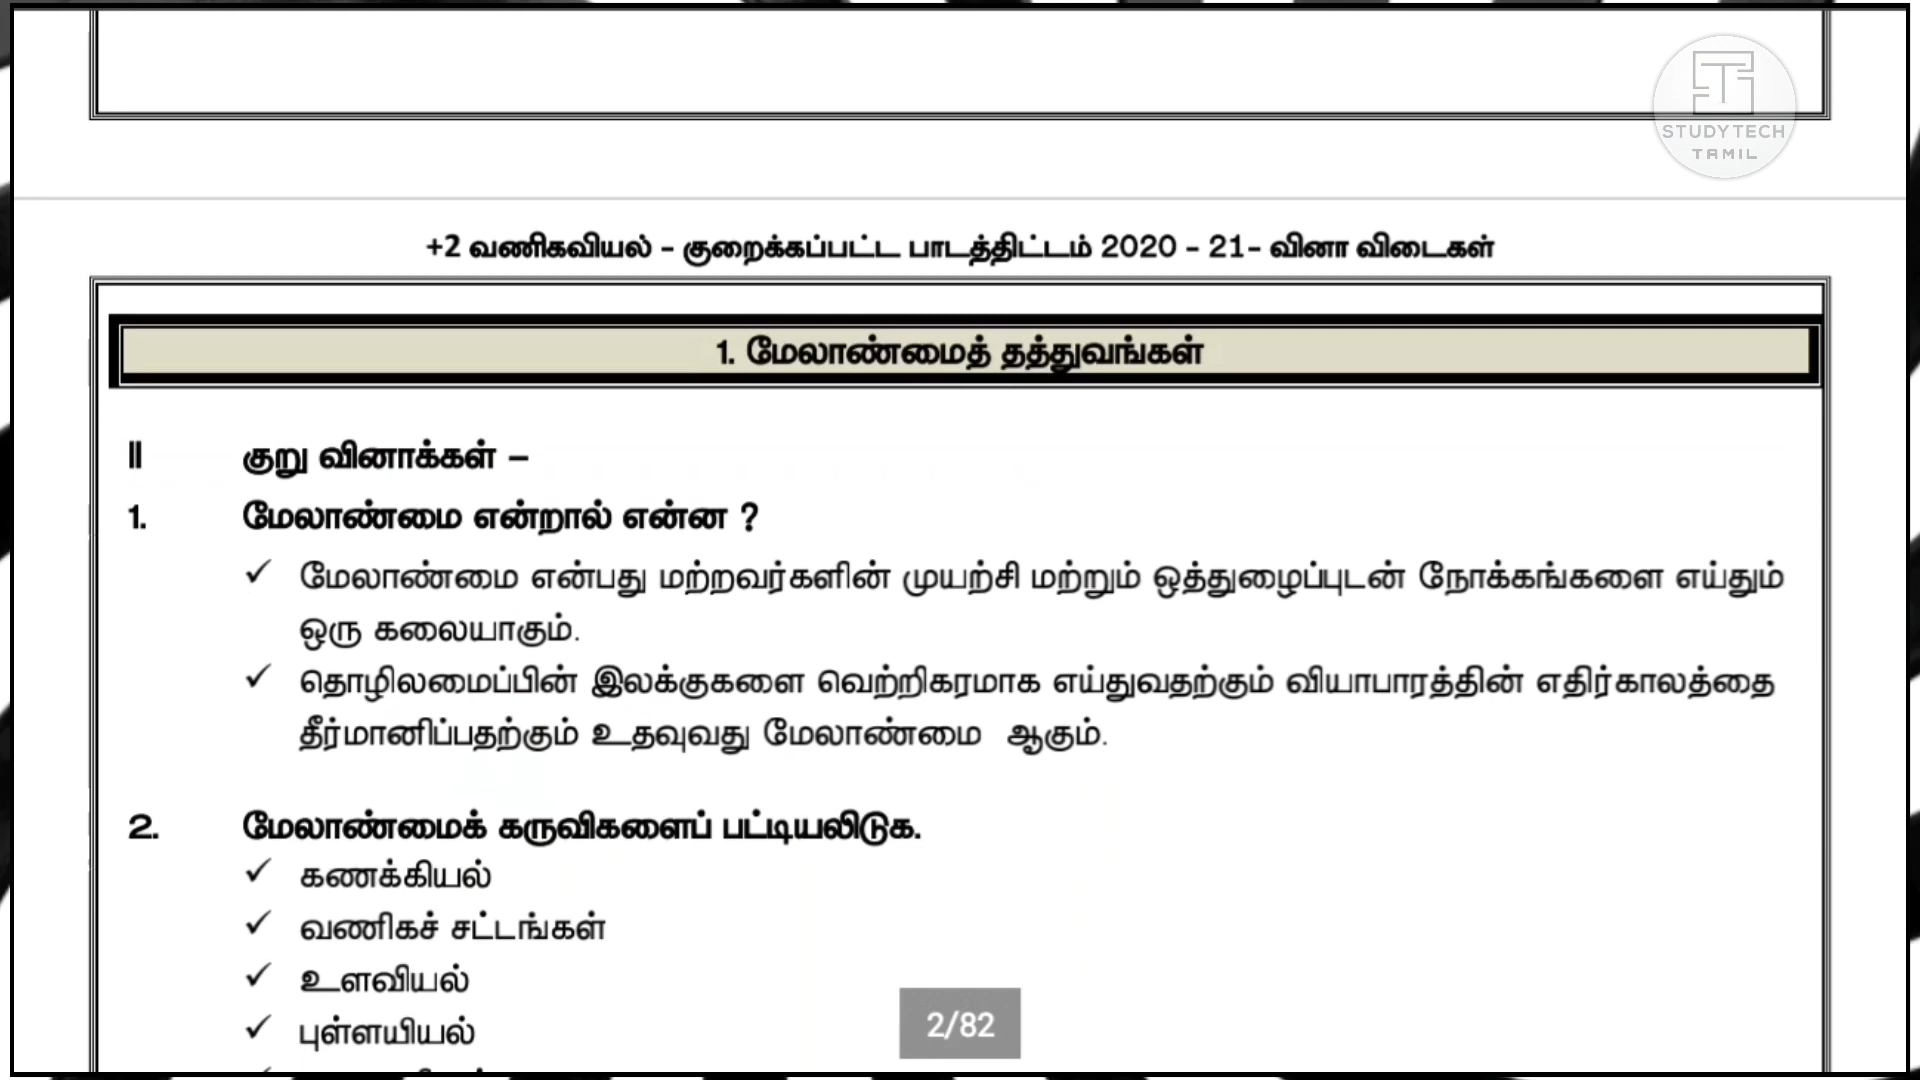 STUDY TECH
TAMIL
+2 வணிகவியல் – குறைக்கப்பட்ட பாடத்திட்டம் 2020 – 21– வினா விடைகள்
1. மேலாண்மைத் தத்துவங்கள்
II குறு வினாக்கள் –
1. மேலாண்மை என்றால் என்ன ?
✓ மேலாண்மை என்பது மற்றவர்களின் முயற்சி மற்றும் ஒத்துழைப்புடன் நோக்கங்களை எய்தும்
ஒரு கலையாகும்.
✓ தொழிலமைப்பின் இலக்குகளை வெற்றிகரமாக எய்துவதற்கும் வியாபாரத்தின் எதிர்காலத்தை
தீர்மானிப்பதற்கும் உதவுவது மேலாண்மை ஆகும்.
2. மேலாண்மைக் கருவிகளைப் பட்டியலிடுக.
✓ கணக்கியல்
✓ வணிகச் சட்டங்கள்
✓ உளவியல்
✓ புள்ளயியல்
2/82